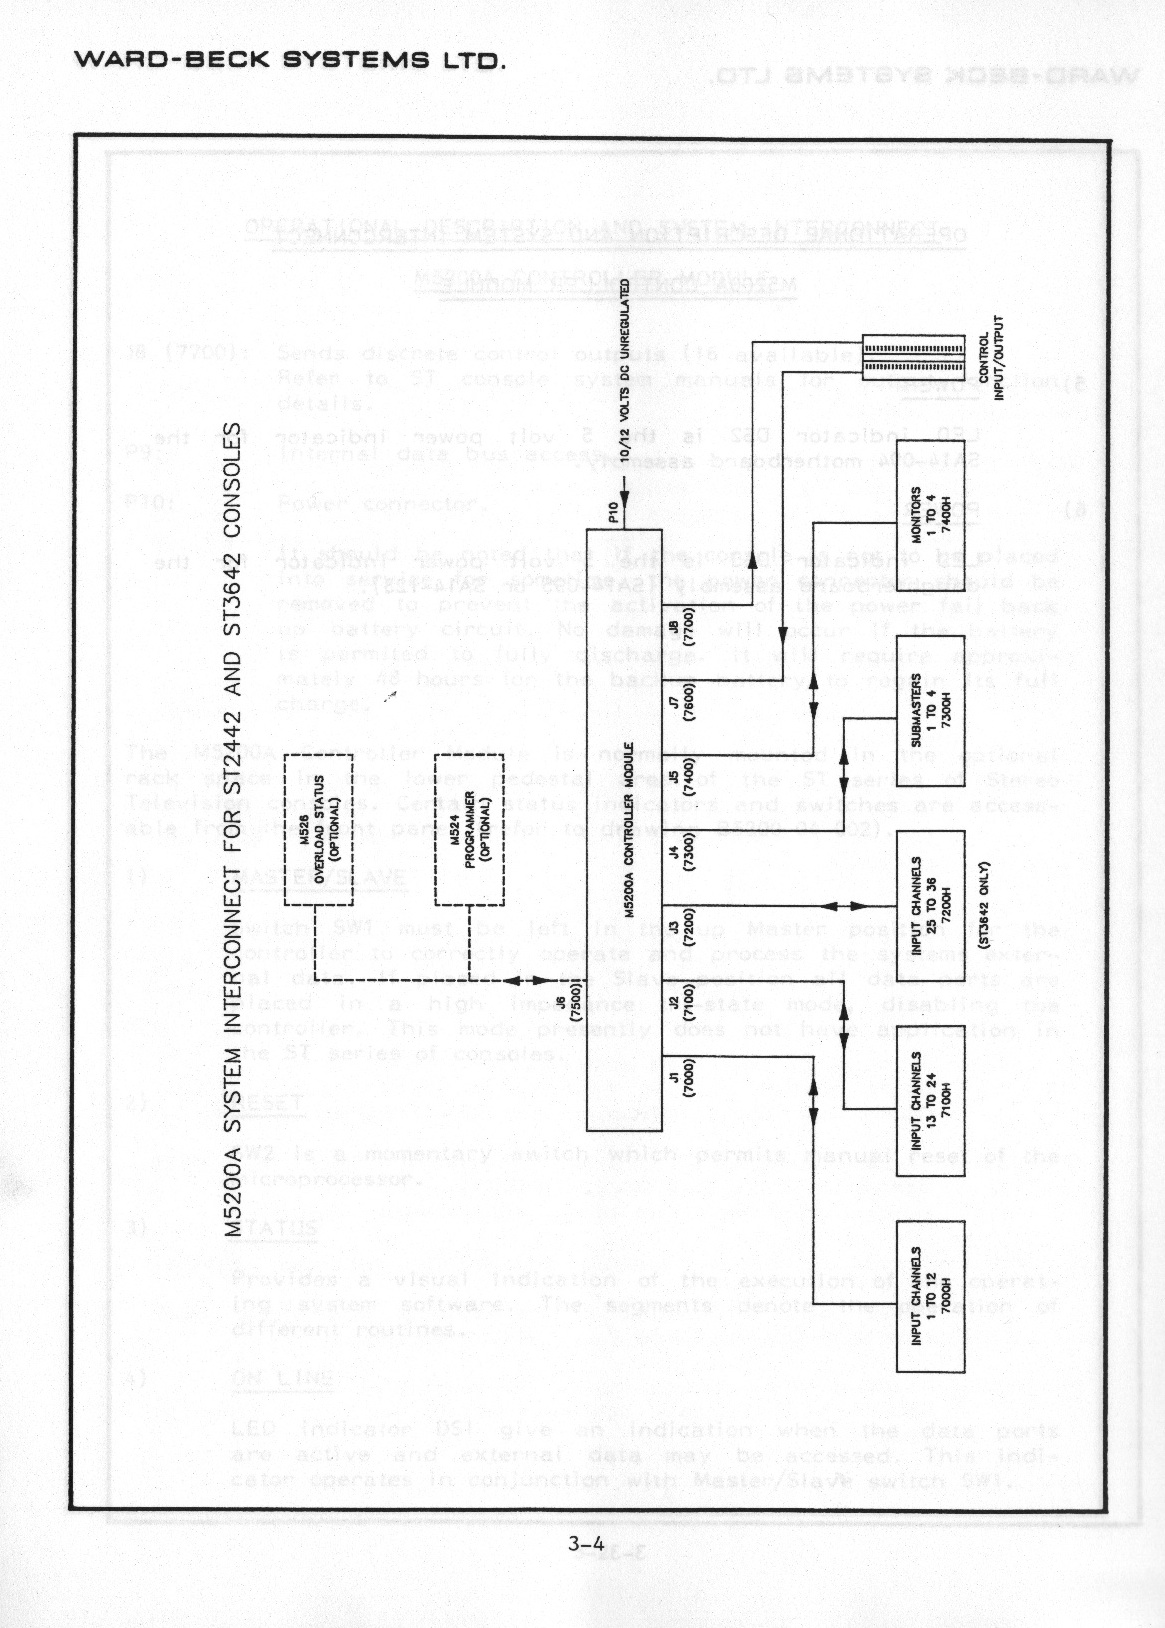 WARD-BECK SYSTEMS LTD.
M5200A SYSTEM INTERCONNECT FOR ST2442 AND ST3642 CONSOLES
M526
OVERLOAD STATUS
(OPTIONAL)
M524
PROGRAMMER
(OPTIONAL)
J6
(7500)
M5200A CONTROLLER MODULE
P10
10/12 VOLTS DC UNREGULATED
J1
(7000)
J2
(7100)
J3
(7200)
J4
(7300)
J5
(7400)
J7
(7600)
J8
(7700)
INPUT CHANNELS
1 TO 12
7000H
INPUT CHANNELS
13 TO 24
7100H
INPUT CHANNELS
25 TO 36
7200H
(ST3642 ONLY)
SUBMASTERS
1 TO 4
7300H
MONITORS
1 TO 4
7400H
CONTROL
INPUT/OUTPUT
3-4